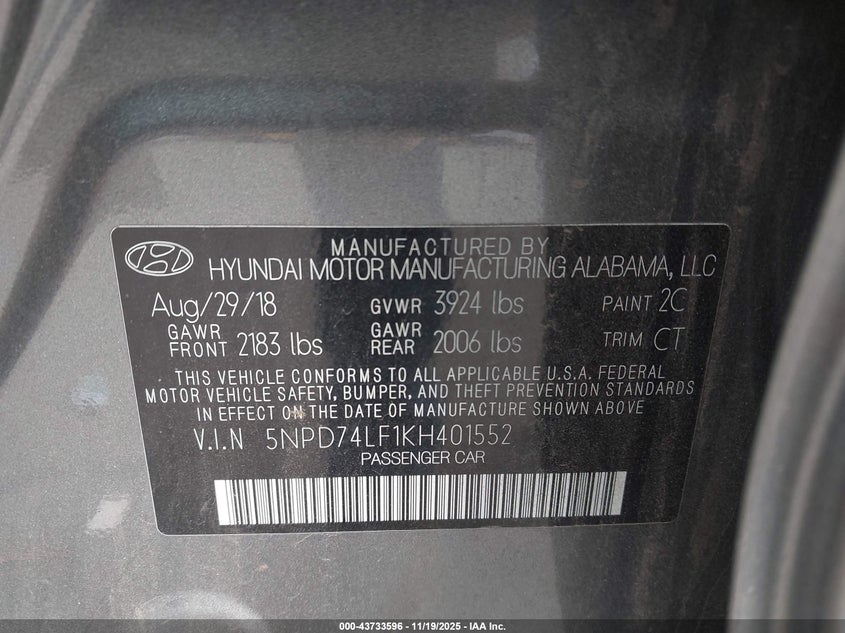 MANUFACTURED BY
HYUNDAI MOTOR MANUFACTURING ALABAMA, LLC
Aug/29/18 GVWR 3924 lbs PAINT 2C
GAWR FRONT 2183 lbs GAWR REAR 2006 lbs TRIM CT
THIS VEHICLE CONFORMS TO ALL APPLICABLE U.S.A. FEDERAL
MOTOR VEHICLE SAFETY, BUMPER, AND THEFT PREVENTION STANDARDS
IN EFFECT ON THE DATE OF MANUFACTURE SHOWN ABOVE
V.I.N 5NPD74LF1KH401552
PASSENGER CAR
000-43733596 - 11/19/2025 - IAA Inc.